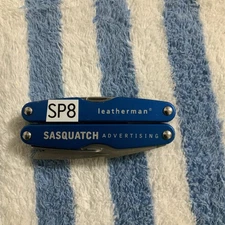 SP8
leatherman®
SASQUATCH ADVERTISING